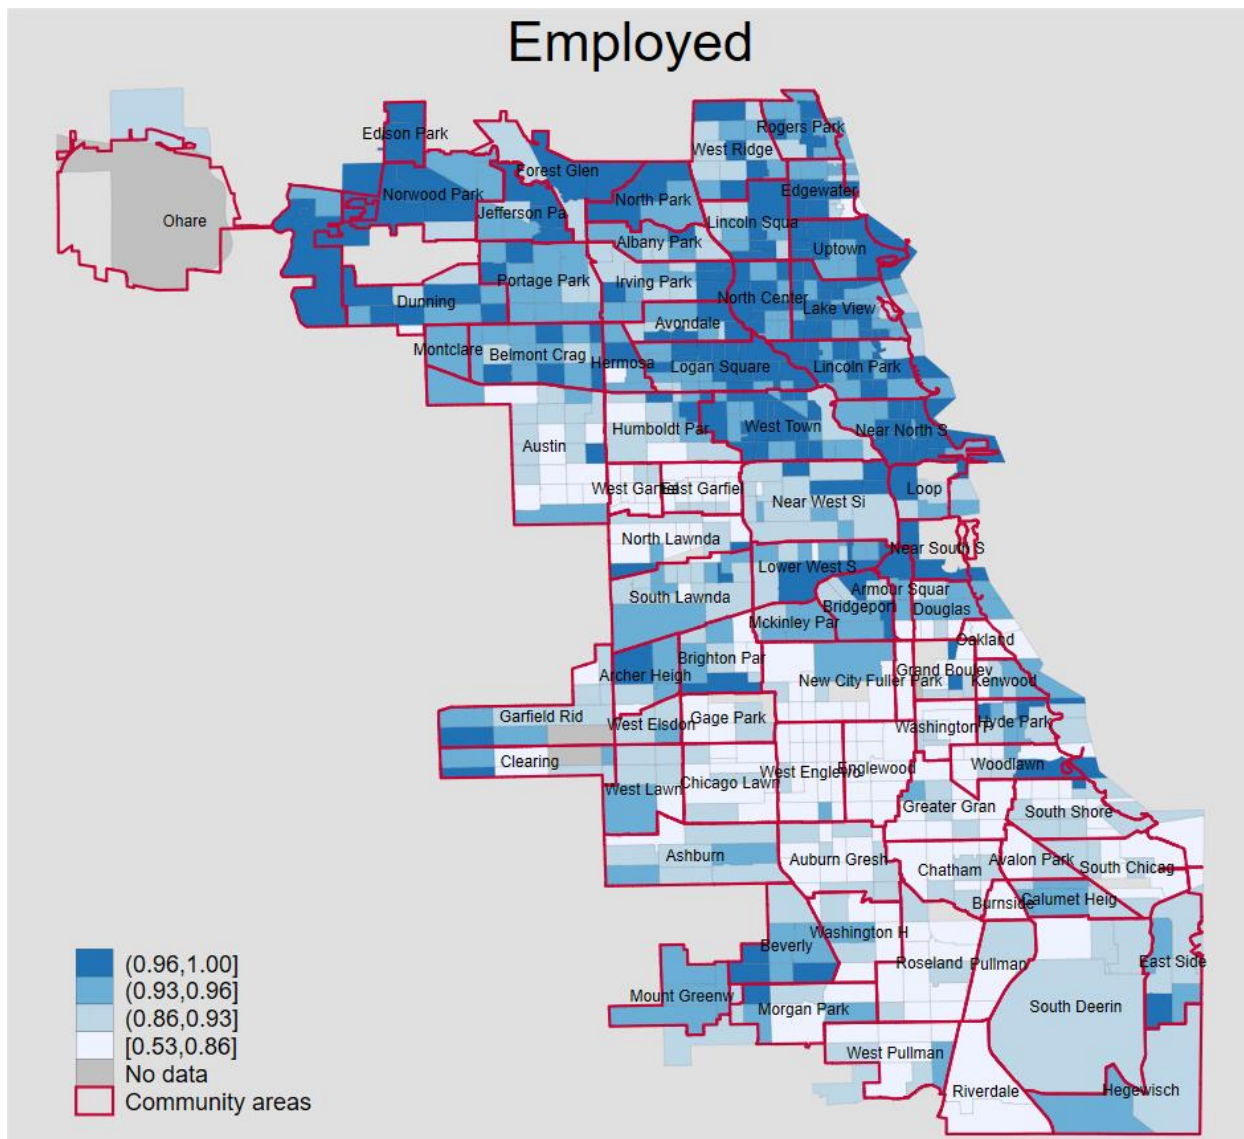 Employed
Edison Park
Rogers Park
West Ridge
Forest Glen
Norwood Park
North Park
Edgewater
Ohare
Jefferson Pa
Lincoln Squa
Albany Park
Uptown
Portage Park
Irving Park
Dunning
North Center
Lake View
Avondale
Montclare
Belmont Crag
Hermosa
Logan Square
Lincoln Park
Humboldt Par
West Town
Near North S
Austin
West Garfiel
East Garfiel
Loop
Near West Si
North Lawnda
Near South S
Lower West S
Armour Squar
South Lawnda
Bridgeport
Douglas
Mckinley Par
Oakland
Brighton Par
Archer Heigh
Grand Boulev
New City
Fuller Park
Kenwood
Garfield Rid
West Elsdon
Gage Park
Washington P
Hyde Park
Clearing
West Englewo
Englewood
Woodlawn
West Lawn
Chicago Lawn
Greater Gran
South Shore
Ashburn
Auburn Gresh
Avalon Park
Chatham
South Chicag
Burnside
Calumet Heig
Beverly
Washington H
Roseland
Pullman
East Side
Mount Greenw
Morgan Park
South Deerin
West Pullman
Riverdale
Hegewisch
(0.96,1.00]
(0.93,0.96]
(0.86,0.93]
[0.53,0.86]
No data
Community areas